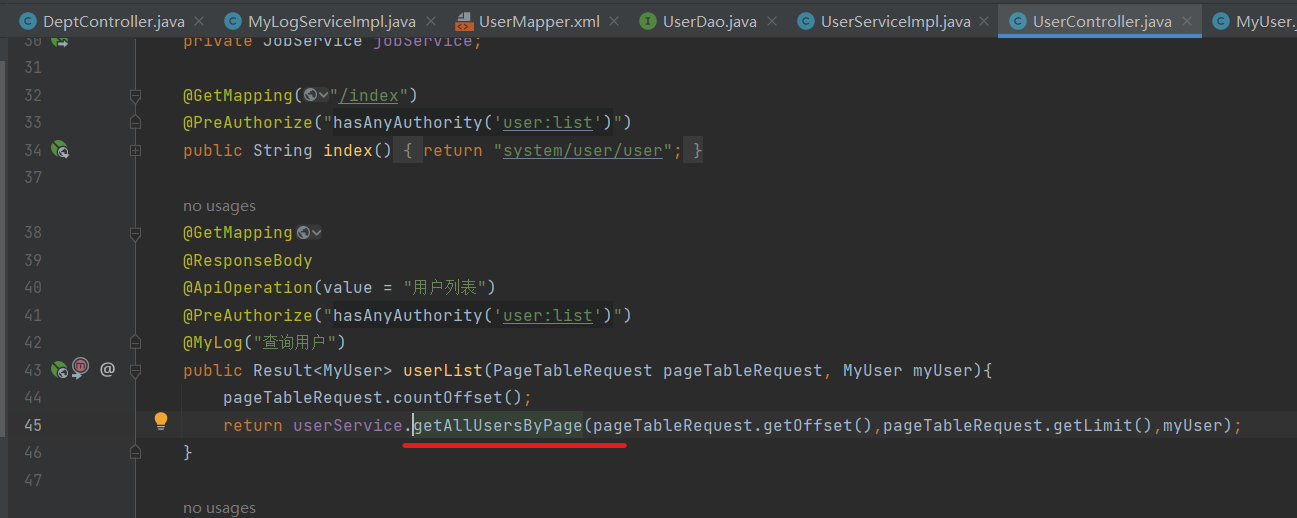 DeptController.java MyLogServiceImpl.java UserMapper.xml UserDao.java UserServiceImpl.java UserController.java MyUser.
30 private JobService jobService;
31
32 @GetMapping("/index")
33 @PreAuthorize("hasAnyAuthority('user:list')")
34 public String index() { return "system/user/user"; }
37
no usages
38 @GetMapping
39 @ResponseBody
40 @ApiOperation(value = "用户列表")
41 @PreAuthorize("hasAnyAuthority('user:list')")
42 @MyLog("查询用户")
43 public Result<MyUser> userList(PageTableRequest pageTableRequest, MyUser myUser){
44 pageTableRequest.countOffset();
45 return userService.getAllUsersByPage(pageTableRequest.getOffset(),pageTableRequest.getLimit(),myUser);
46 }
47
no usages